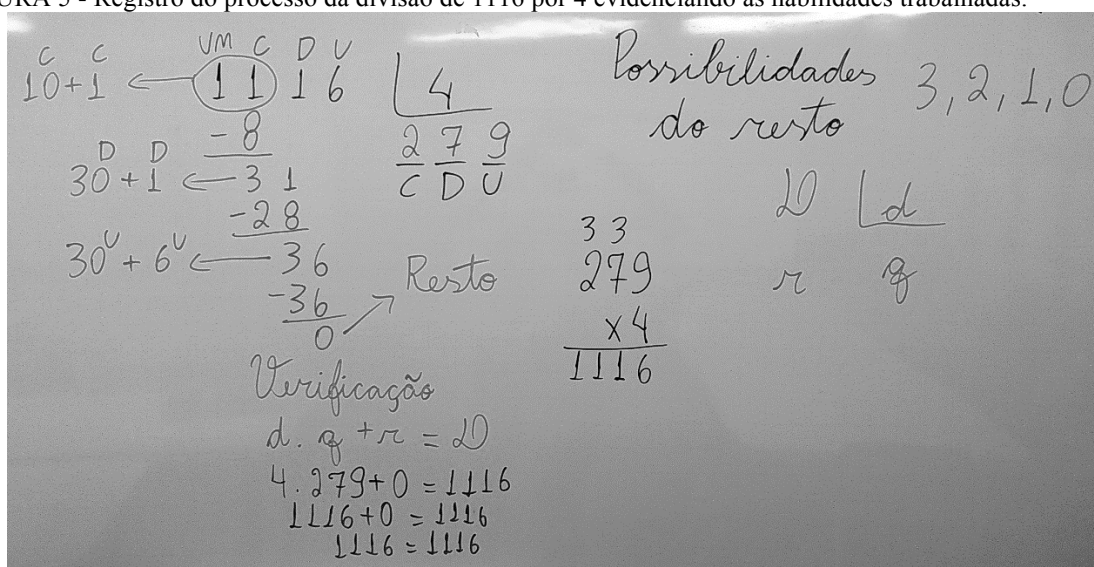 URA 5 - Registro do processo da divisão de 1116 por 4 evidenciando as habilidades trabalhadas.
C C UM C D U
10+1 ← 11 1 6 4
- 8 2 7 9
D D C D U
30+1 ← 3 1
-28
30U + 6U ← 36
-36
0 → Resto
Verificação
d. q + r = D
4. 279+0 = 1116
1116+0 = 1116
1116 = 1116
33
279
x4
1116
Possibilidades 3, 2, 1, 0
do resto
D d
r q